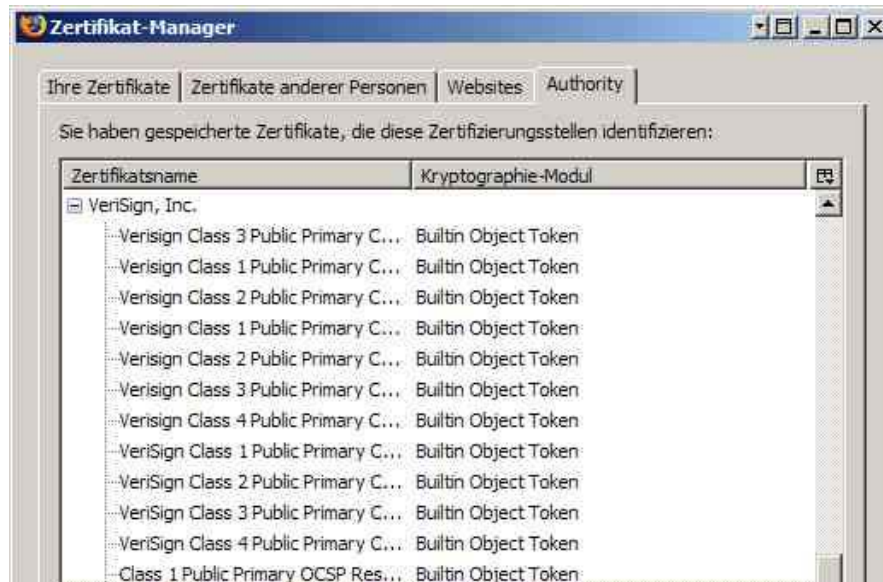 Zertifikat-Manager
Ihre Zertifikate Zertifikate anderer Personen Websites Authority
Sie haben gespeicherte Zertifikate, die diese Zertifizierungsstellen identifizieren:
Zertifikatsname Kryptographie-Modul
VeriSign, Inc.
Verisign Class 3 Public Primary C... Builtin Object Token
Verisign Class 1 Public Primary C... Builtin Object Token
Verisign Class 2 Public Primary C... Builtin Object Token
Verisign Class 1 Public Primary C... Builtin Object Token
Verisign Class 2 Public Primary C... Builtin Object Token
Verisign Class 3 Public Primary C... Builtin Object Token
Verisign Class 4 Public Primary C... Builtin Object Token
VeriSign Class 1 Public Primary C... Builtin Object Token
VeriSign Class 2 Public Primary C... Builtin Object Token
VeriSign Class 3 Public Primary C... Builtin Object Token
VeriSign Class 4 Public Primary C... Builtin Object Token
Class 1 Public Primary OCSP Res... Builtin Object Token